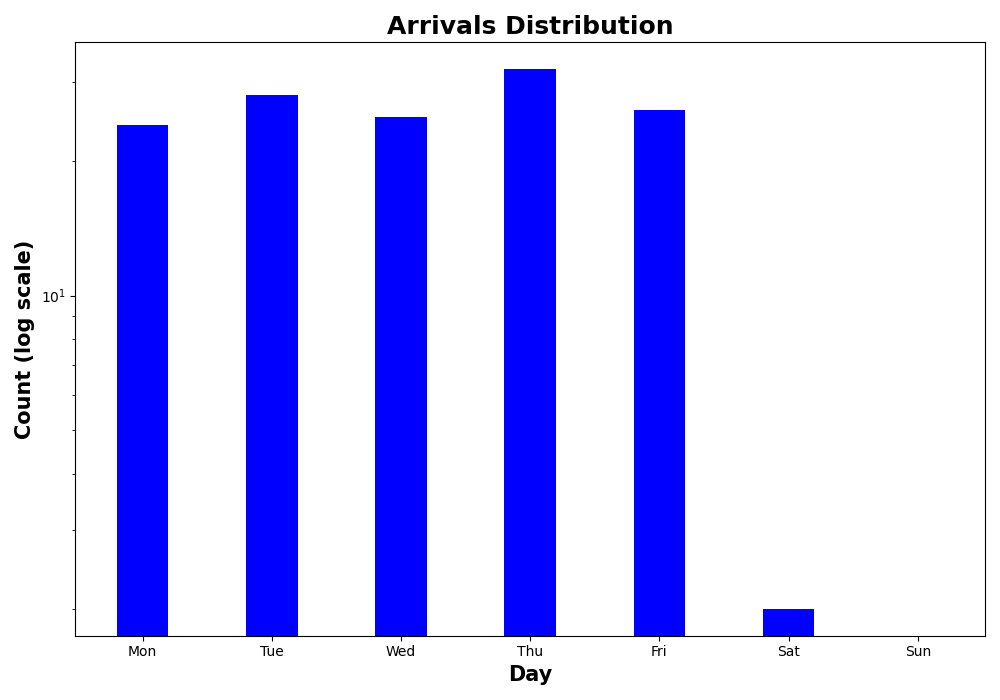 Arrivals Distribution
Count (log scale)
10¹
Mon Tue Wed Thu Fri Sat Sun
Day